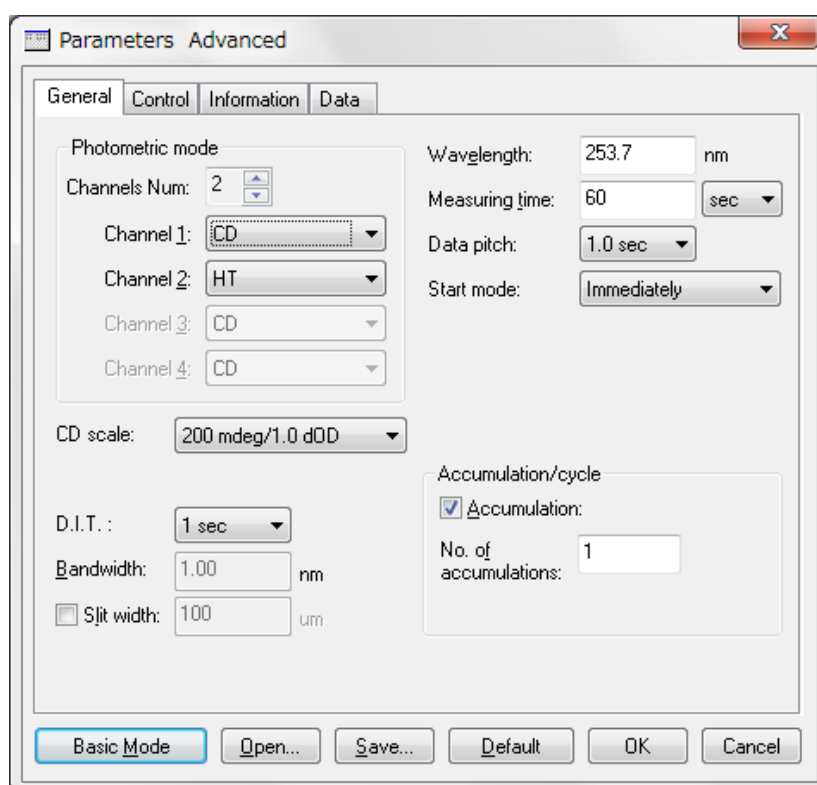 Parameters Advanced
General Control Information Data
Photometric mode
Channels Num: 2
Channel 1: CD
Channel 2: HT
Channel 3: CD
Channel 4: CD
Wavelength: 253.7 nm
Measuring time: 60 sec
Data pitch: 1.0 sec
Start mode: Immediately
CD scale: 200 mdeg/1.0 dOD
D.I.T. : 1 sec
Bandwidth: 1.00 nm
Slit width: 100 um
Accumulation/cycle
Accumulation:
No. of
accumulations: 1
Basic Mode Open... Save... Default OK Cancel